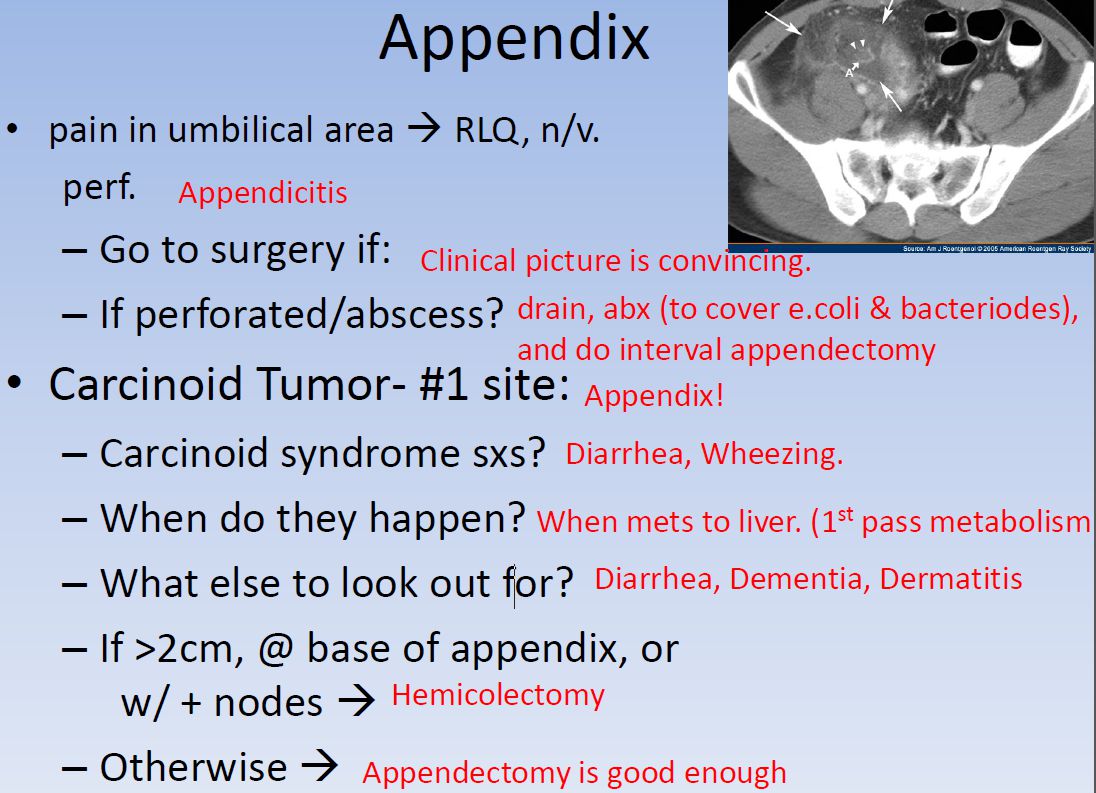 Appendix
A
Source: Am J Roentgenol © 2005 American Roentgen Ray Society
• pain in umbilical area → RLQ, n/v.
perf. Appendicitis
– Go to surgery if: Clinical picture is convincing.
– If perforated/abscess? drain, abx (to cover e.coli & bacteriodes),
and do interval appendectomy
• Carcinoid Tumor- #1 site: Appendix!
– Carcinoid syndrome sxs? Diarrhea, Wheezing.
– When do they happen? When mets to liver. (1st pass metabolism
– What else to look out for? Diarrhea, Dementia, Dermatitis
– If >2cm, @ base of appendix, or
w/ + nodes → Hemicolectomy
– Otherwise → Appendectomy is good enough